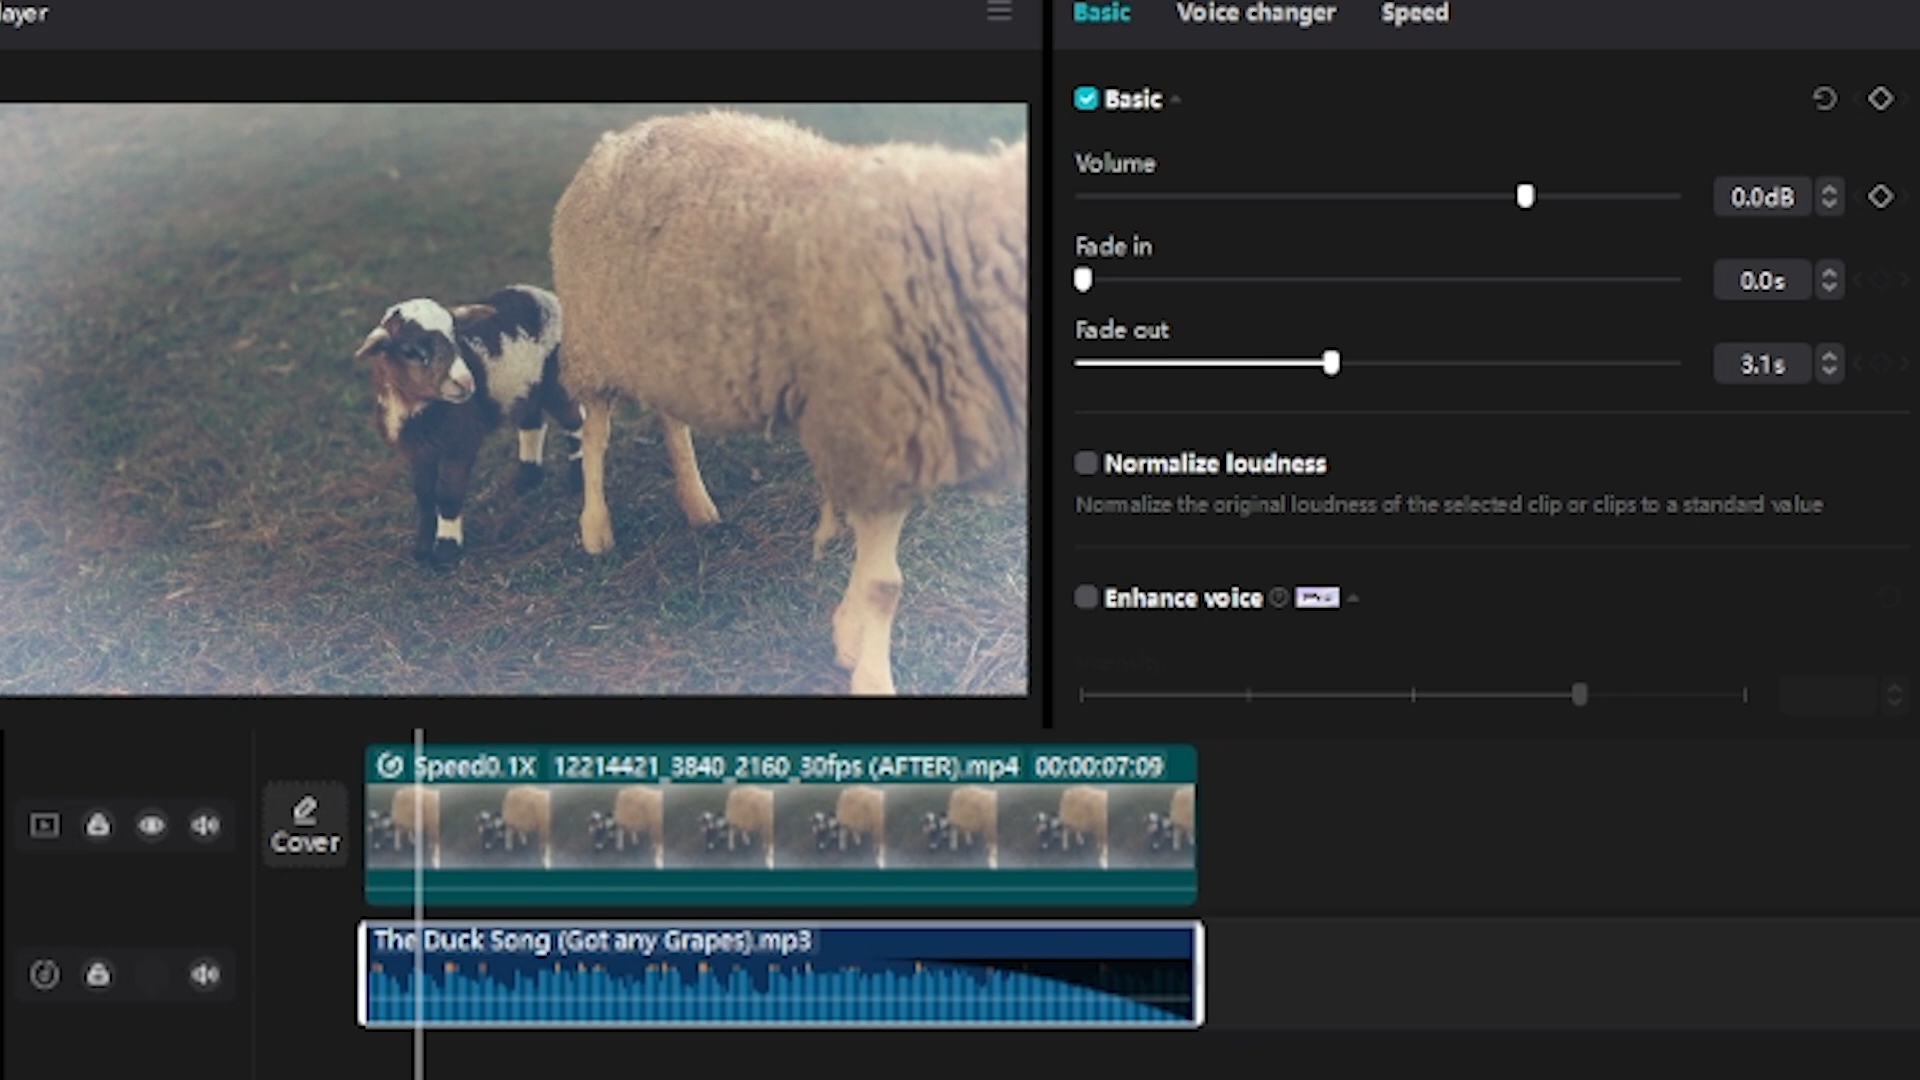 layer
Basic Voice changer Speed
Basic
Volume
0.0dB
Fade in
0.0s
Fade out
3.1s
Normalize loudness
Normalize the original loudness of the selected clip or clips to a standard value
Enhance voice
Speed0.1X 12214421_3840_2160_30fps (AFTER).mp4 00:00:07:09
Cover
The Duck Song (Got any Grapes).mp3